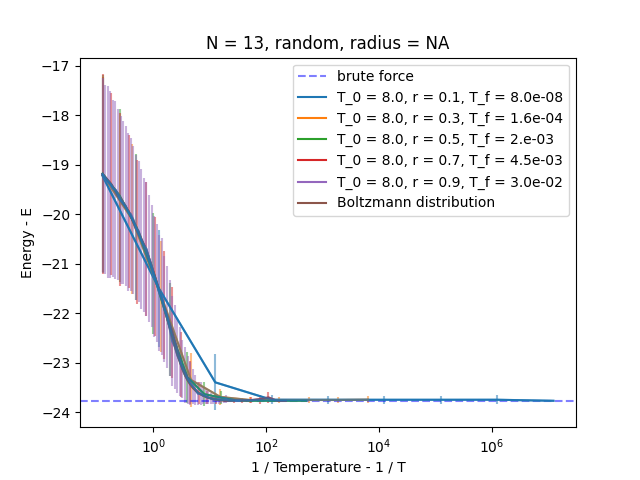 N = 13, random, radius = NA
−17
−18
−19
−20
−21
−22
−23
−24
Energy - E
brute force
T_0 = 8.0, r = 0.1, T_f = 8.0e-08
T_0 = 8.0, r = 0.3, T_f = 1.6e-04
T_0 = 8.0, r = 0.5, T_f = 2.e-03
T_0 = 8.0, r = 0.7, T_f = 4.5e-03
T_0 = 8.0, r = 0.9, T_f = 3.0e-02
Boltzmann distribution
10⁰ 10² 10⁴ 10⁶
1 / Temperature - 1 / T